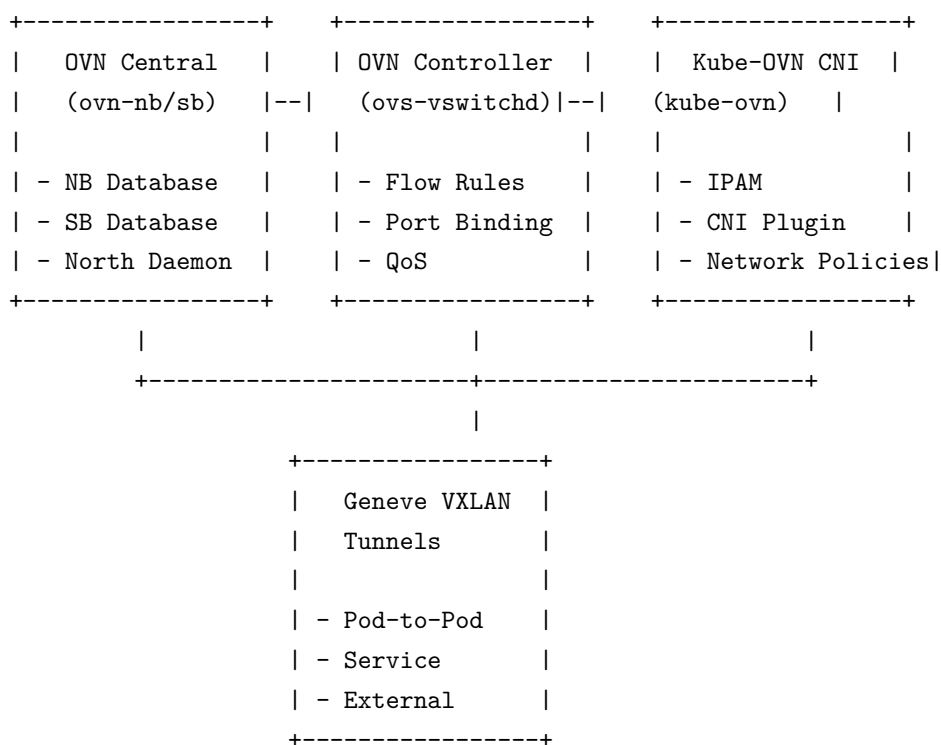 +-----------------+    +----------------+    +----------------+
|   OVN Central   |    | OVN Controller  |    |  Kube-OVN CNI  |
|   (ovn-nb/sb)   |--|   (ovs-vswitchd)|--|   (kube-ovn)   |
|                 |    |                 |    |                |
| - NB Database   |    | - Flow Rules    |    | - IPAM         |
| - SB Database   |    | - Port Binding  |    | - CNI Plugin    |
| - North Daemon  |    | - QoS           |    | - Network Policies|
+-----------------+    +----------------+    +----------------+
|                       |                       |
+-----------------------+-----------------------+
|
+-----------------+
|   Geneve VXLAN  |
|   Tunnels       |
|                 |
| - Pod-to-Pod    |
| - Service       |
| - External      |
+-----------------+